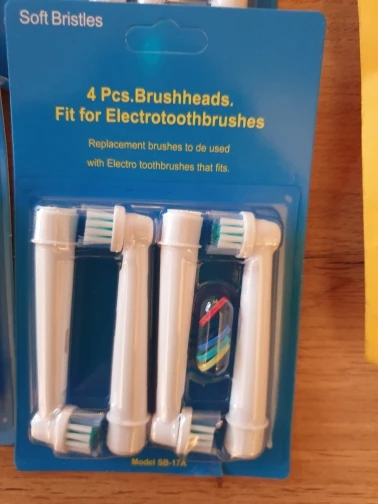 Soft Bristles
4 Pcs.Brushheads.
Fit for Electrotoothbrushes
Replacement brushes to de used
with Electro toothbrushes that fits.
Model SB-17A